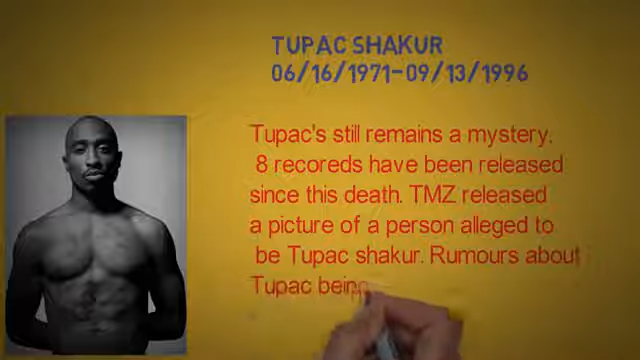 TUPAC SHAKUR
06/16/1971-09/13/1996
Tupac's still remains a mystery.
8 recoreds have been released
since this death. TMZ released
a picture of a person alleged to
be Tupac shakur. Rumours about
Tupac being